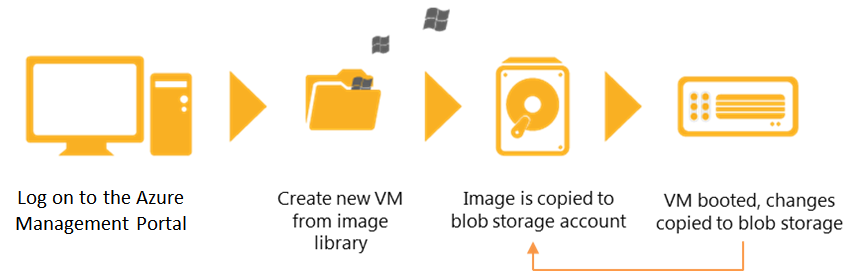 Log on to the Azure
Management Portal
Create new VM
from image
library
Image is copied to
blob storage account
VM booted, changes
copied to blob storage